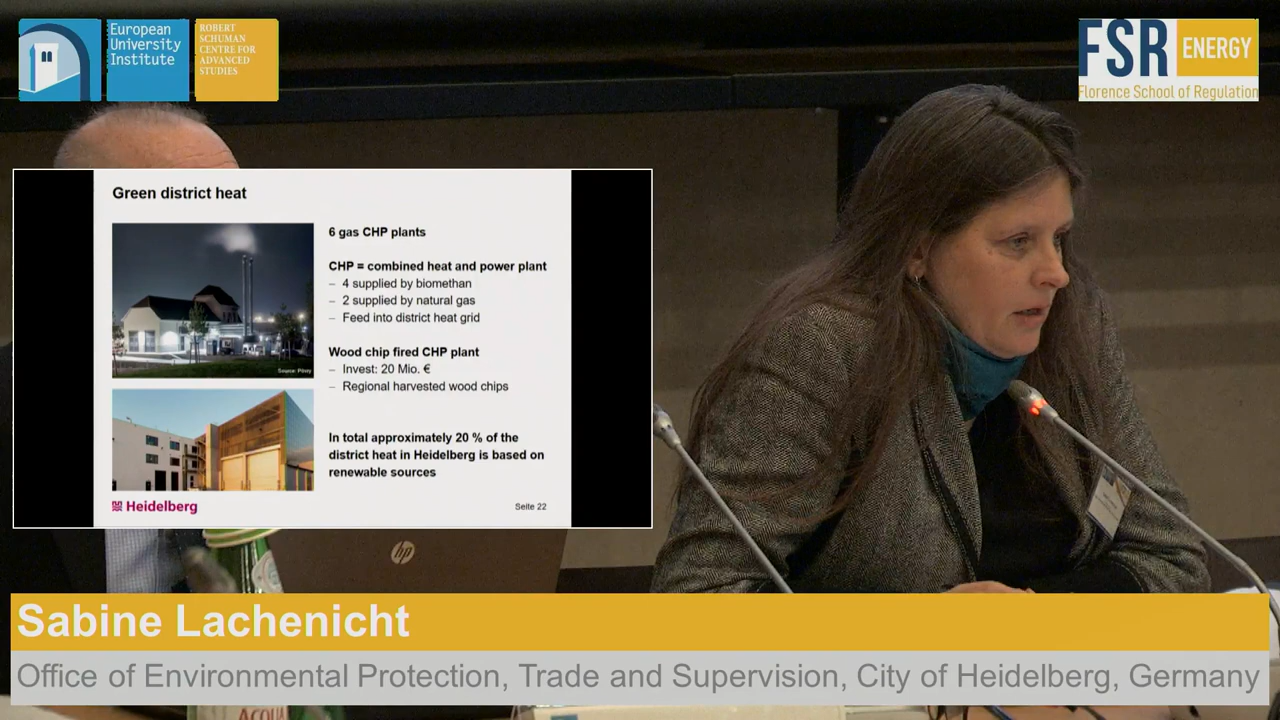 European
University
Institute
ROBERT
SCHUMAN
CENTRE FOR
ADVANCED
STUDIES
FSR ENERGY
Florence School of Regulation
Green district heat
6 gas CHP plants
CHP = combined heat and power plant
– 4 supplied by biomethan
– 2 supplied by natural gas
– Feed into district heat grid
Wood chip fired CHP plant
– Invest: 20 Mio. €
– Regional harvested wood chips
In total approximately 20 % of the
district heat in Heidelberg is based on
renewable sources
Heidelberg
Seite 22
hp
Sabine Lachenicht
Office of Environmental Protection, Trade and Supervision, City of Heidelberg, Germany
ACQUA